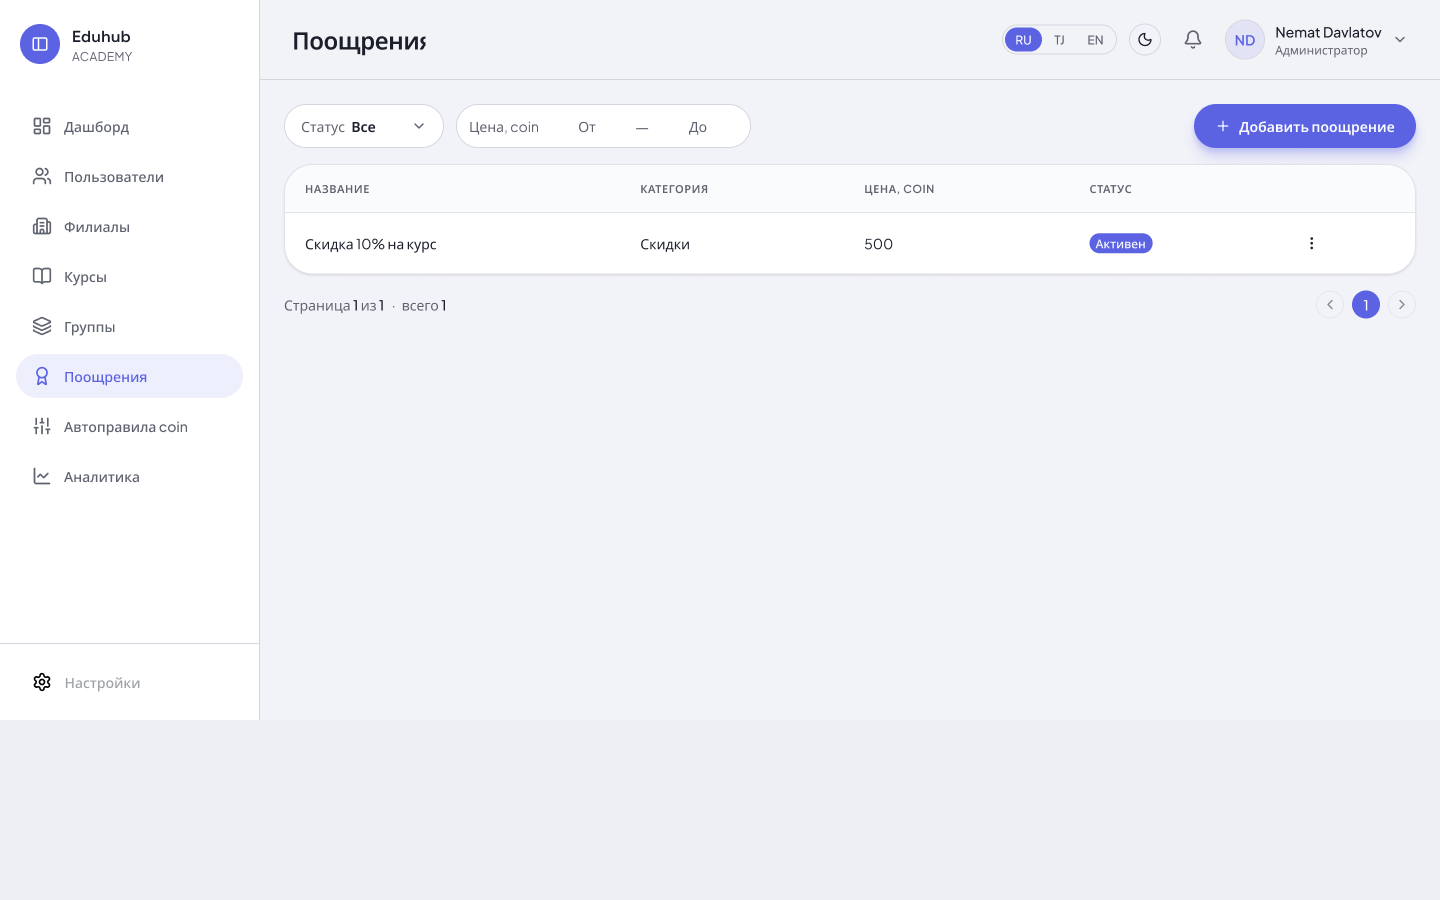 Eduhub
ACADEMY
Дашборд
Пользователи
Филиалы
Курсы
Группы
Поощрения
Автоправила coin
Аналитика
Настройки
Поощрения
RU TJ EN
ND
Nemat Davlatov
Администратор
Статус Все
Цена, coin От — До
+ Добавить поощрение
НАЗВАНИЕ КАТЕГОРИЯ ЦЕНА, COIN СТАТУС
Скидка 10% на курс Скидки 500 Активен
Страница 1 из 1 · всего 1
1